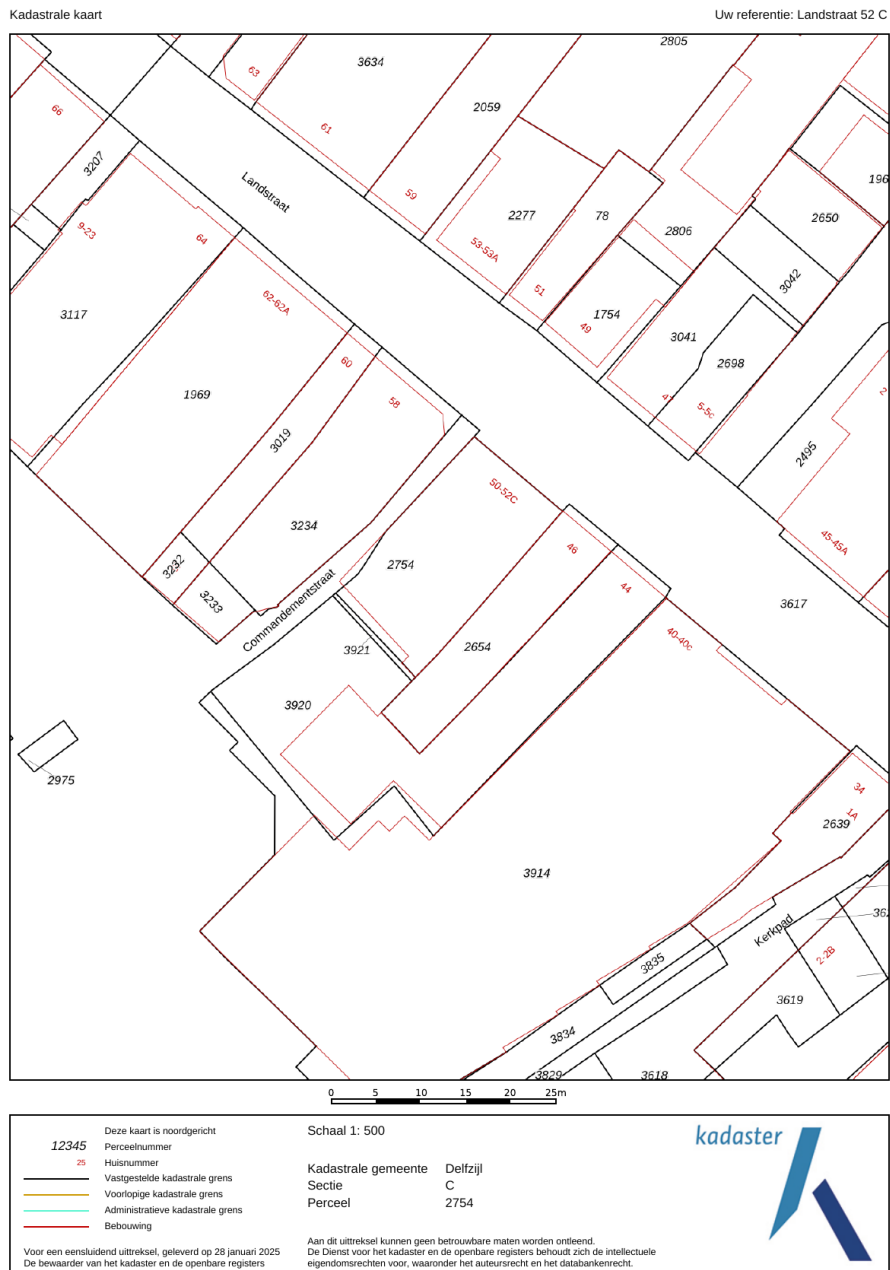 Kadastrale kaart
Uw referentie: Landstraat 52 C
2805
3634
63
66
2059
61
3207
196
Landstraat
59
2277
78
2650
9-23
64
2806
53-53A
3042
51
62-62A
3117
1754
49
3041
2698
60
2
1969
47
5-5c
58
3019
2495
50-52C
3234
45-45A
46
2754
3232
44
3233
3617
Commandementstraat
40-40c
3921
2654
3920
2975
34
1A
2639
3914
362
Kerkpad
2-2B
3835
3619
3834
3829
3618
0 5 10 15 20 25m
Deze kaart is noordgericht
12345 Perceelnummer
25 Huisnummer
Vastgestelde kadastrale grens
Voorlopige kadastrale grens
Administratieve kadastrale grens
Bebouwing
Voor een eensluidend uittreksel, geleverd op 28 januari 2025
De bewaarder van het kadaster en de openbare registers
Schaal 1: 500
Kadastrale gemeente Delfzijl
Sectie C
Perceel 2754
Aan dit uittreksel kunnen geen betrouwbare maten worden ontleend.
De Dienst voor het kadaster en de openbare registers behoudt zich de intellectuele
eigendomsrechten voor, waaronder het auteursrecht en het databankenrecht.
kadaster